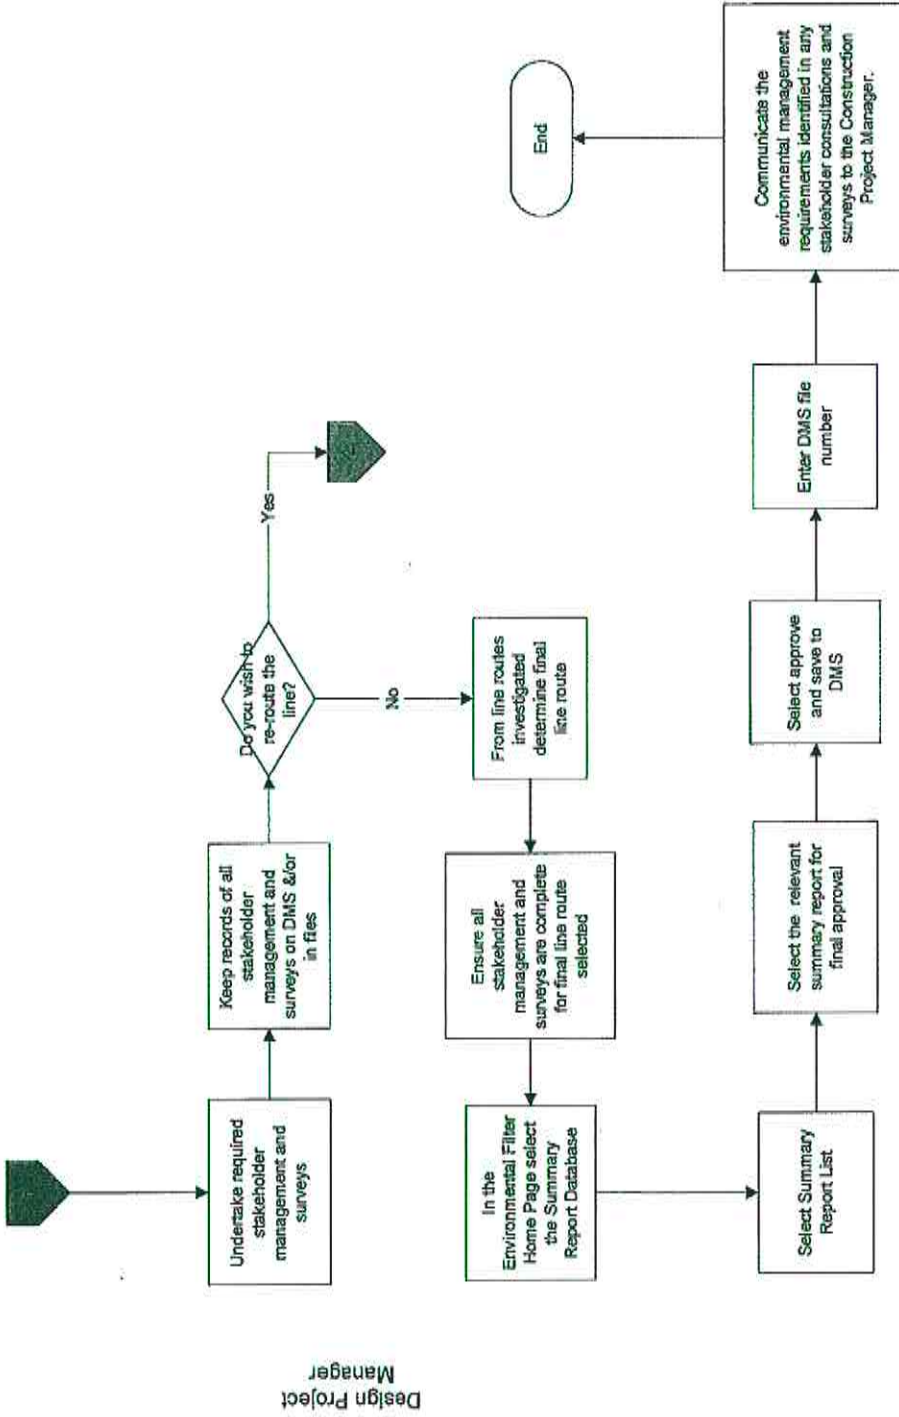 Design Project
Manager
Undertake required
stakeholder
management and
surveys
Keep records of all
stakeholder
management and
surveys on DMS &/or
in files
Do you wish to
re-route the
line?
Yes
No
From line routes
investigated
determine final
line route
Ensure all
stakeholder
management and
surveys are complete
for final line route
selected
In the
Environmental Filter
Home Page select
the Summary
Report Database
Select Summary
Report List
Select the relevant
summary report for
final approval
Select approve
and save to
DMS
Enter DMS file
number
Communicate the
environmental management
requirements identified in any
stakeholder consultations and
surveys to the Construction
Project Manager.
End